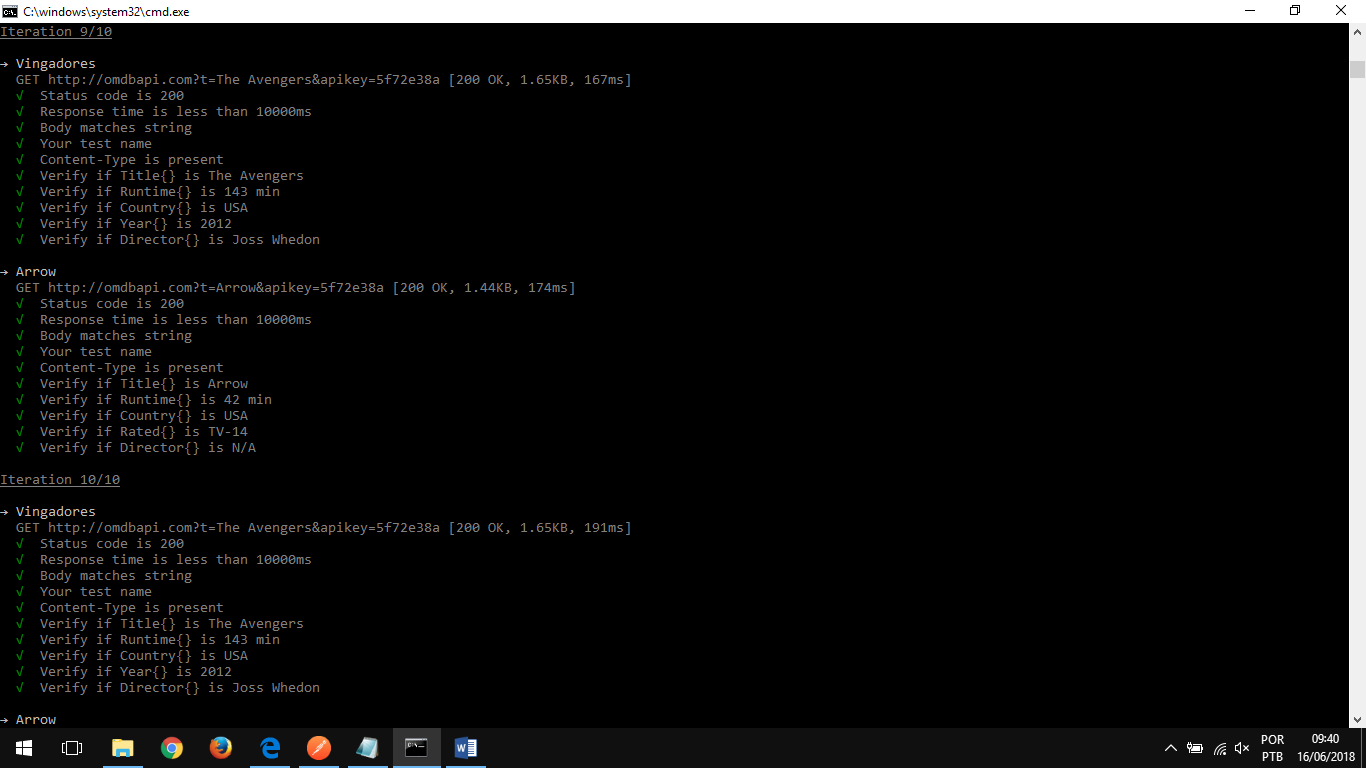 C:\windows\system32\cmd.exe
Iteration 9/10
→ Vingadores
GET http://omdbapi.com?t=The Avengers&apikey=5f72e38a [200 OK, 1.65KB, 167ms]
√ Status code is 200
√ Response time is less than 10000ms
√ Body matches string
√ Your test name
√ Content-Type is present
√ Verify if Title{} is The Avengers
√ Verify if Runtime{} is 143 min
√ Verify if Country{} is USA
√ Verify if Year{} is 2012
√ Verify if Director{} is Joss Whedon
→ Arrow
GET http://omdbapi.com?t=Arrow&apikey=5f72e38a [200 OK, 1.44KB, 174ms]
√ Status code is 200
√ Response time is less than 10000ms
√ Body matches string
√ Your test name
√ Content-Type is present
√ Verify if Title{} is Arrow
√ Verify if Runtime{} is 42 min
√ Verify if Country{} is USA
√ Verify if Rated{} is TV-14
√ Verify if Director{} is N/A
Iteration 10/10
→ Vingadores
GET http://omdbapi.com?t=The Avengers&apikey=5f72e38a [200 OK, 1.65KB, 191ms]
√ Status code is 200
√ Response time is less than 10000ms
√ Body matches string
√ Your test name
√ Content-Type is present
√ Verify if Title{} is The Avengers
√ Verify if Runtime{} is 143 min
√ Verify if Country{} is USA
√ Verify if Year{} is 2012
√ Verify if Director{} is Joss Whedon
→ Arrow
POR
PTB
09:40
16/06/2018